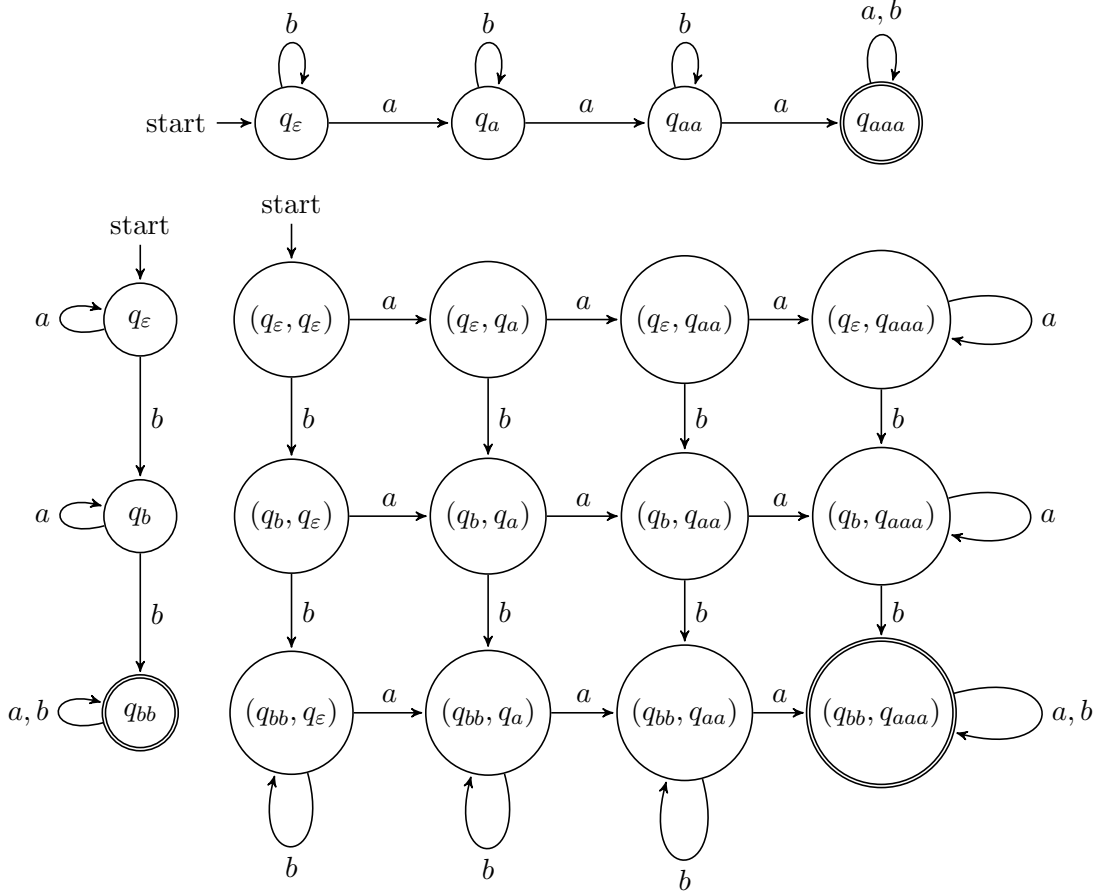 a, b
b b b
a a a
start q_ε q_a q_aa q_aaa
start
start
a a a
a q_ε (q_ε, q_ε) (q_ε, q_a) (q_ε, q_aa) (q_ε, q_aaa) a
b b b b b
a a a
a q_b (q_b, q_ε) (q_b, q_a) (q_b, q_aa) (q_b, q_aaa) a
b b b b b
a a a
a, b q_bb (q_bb, q_ε) (q_bb, q_a) (q_bb, q_aa) (q_bb, q_aaa) a, b
b b b